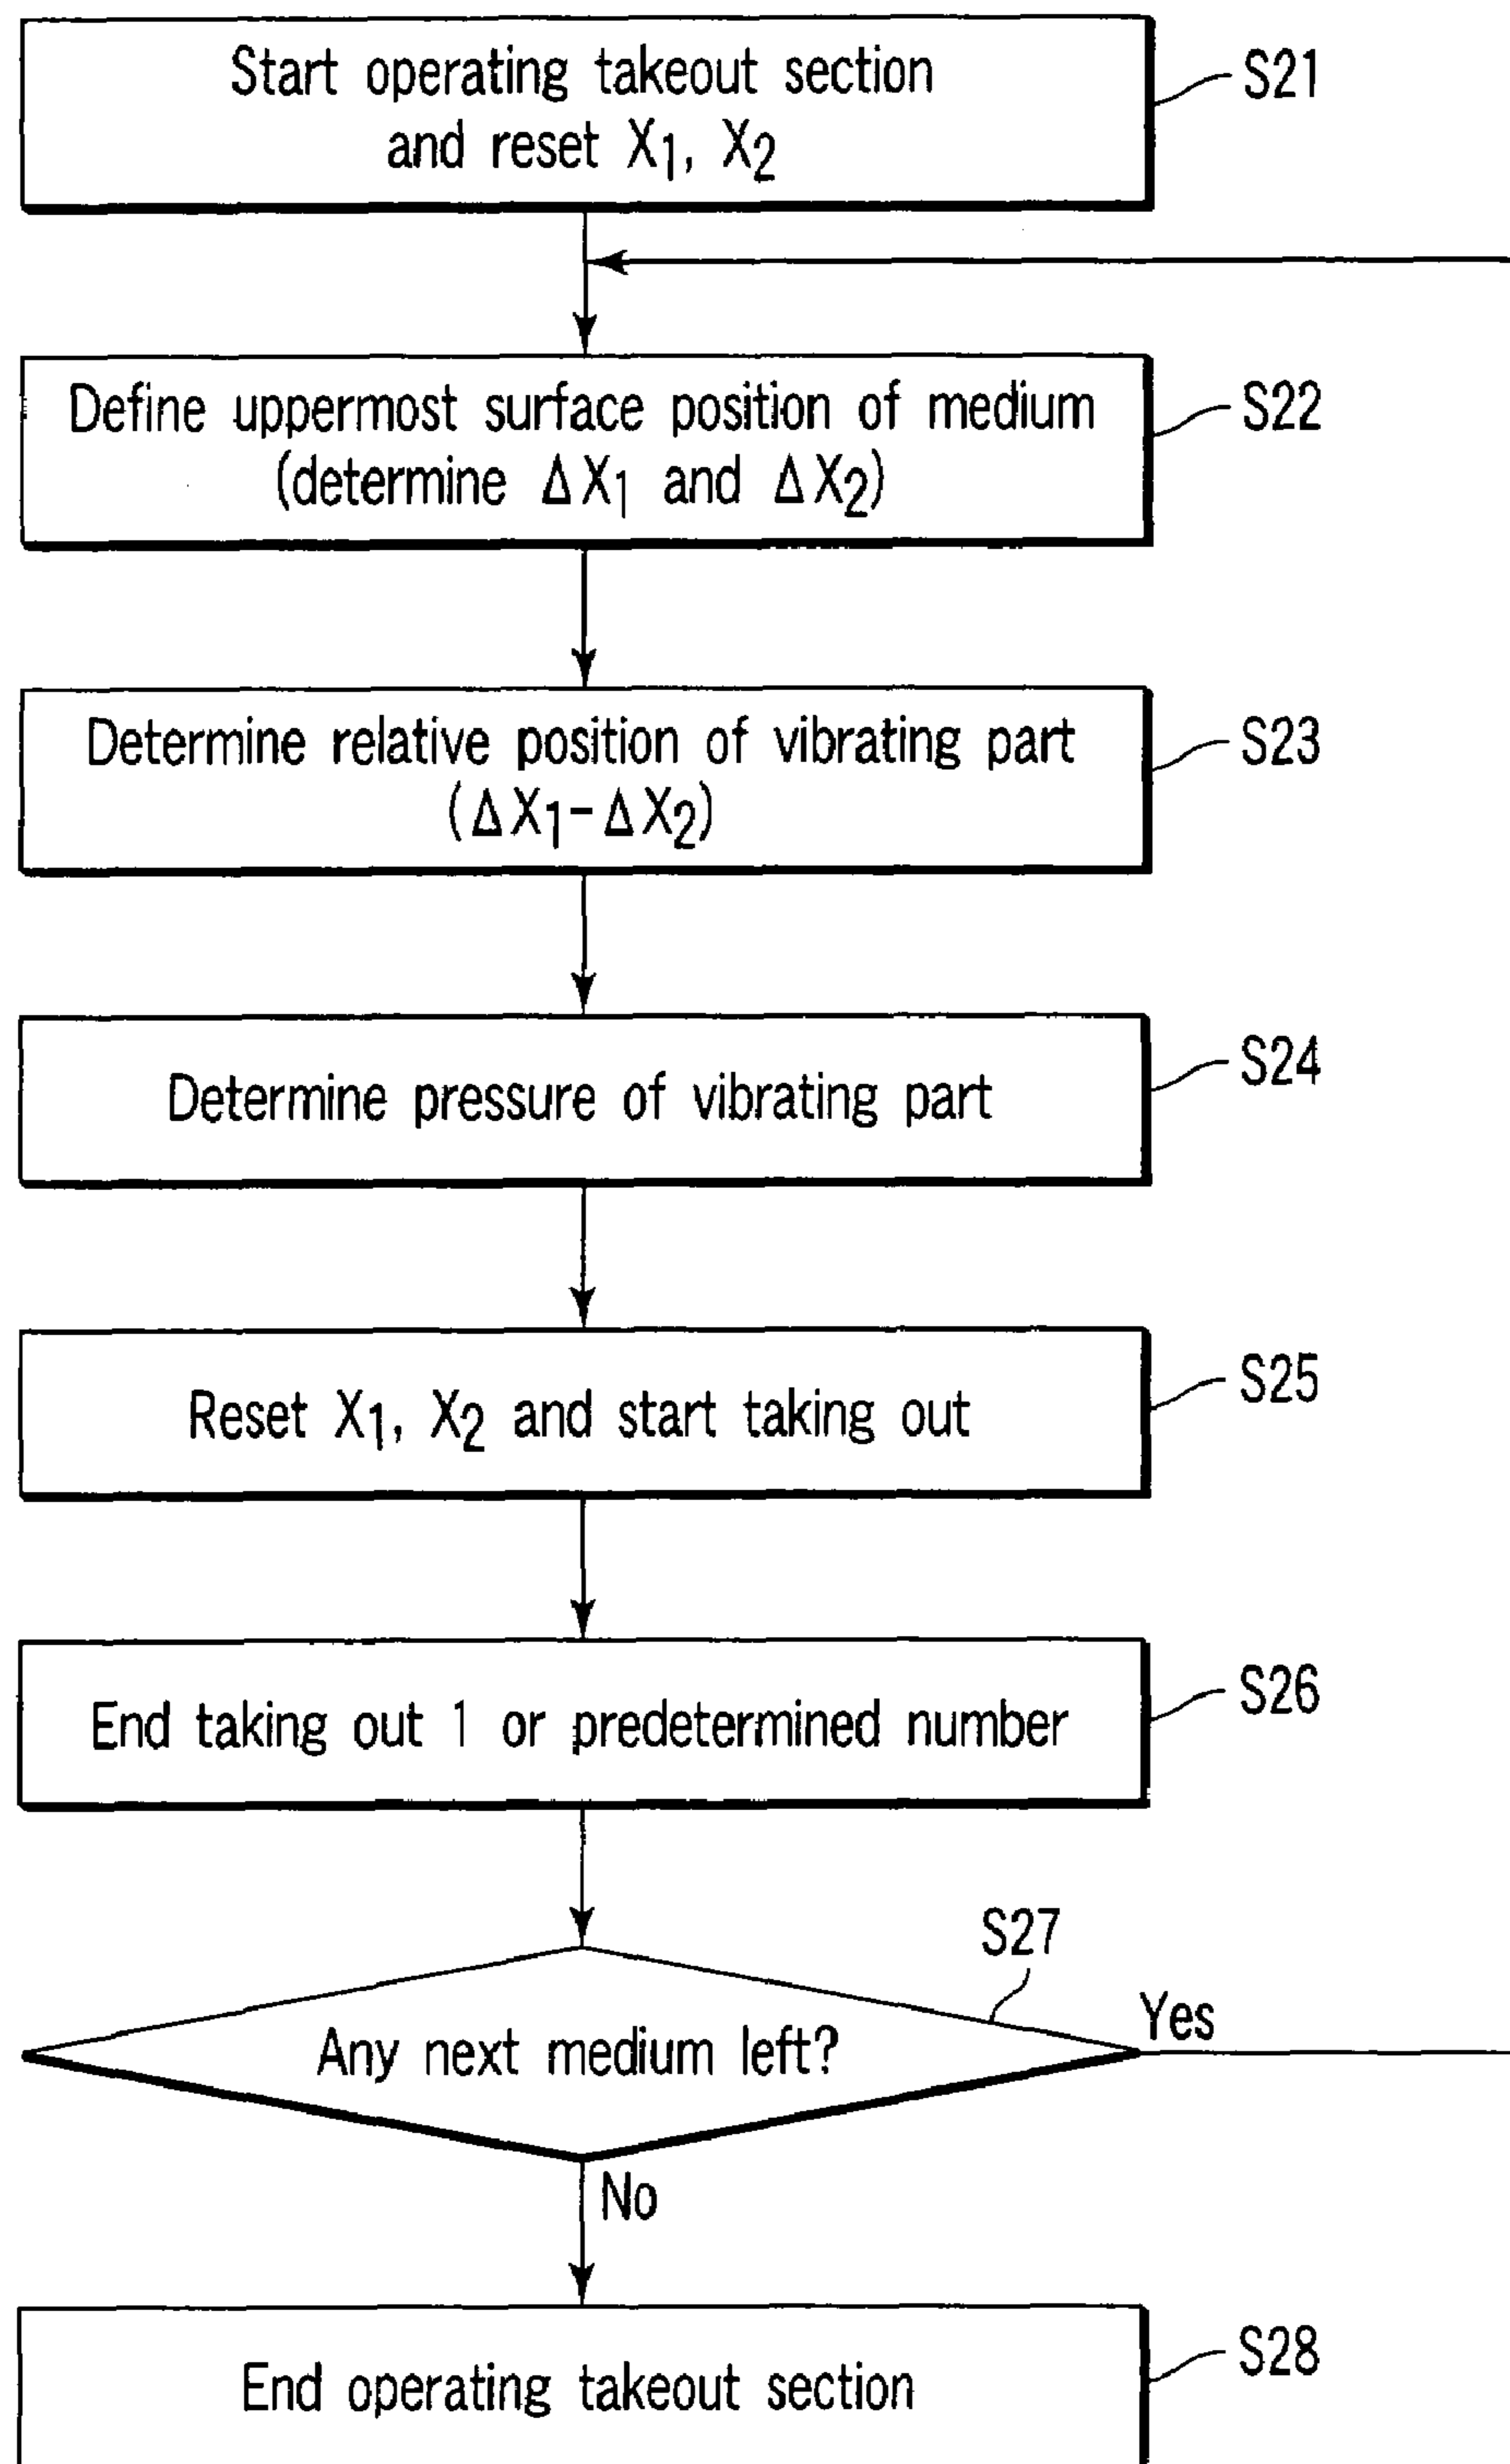 Start operating takeout section
and reset X1, X2
S21
Define uppermost surface position of medium
(determine ΔX1 and ΔX2)
S22
Determine relative position of vibrating part
(ΔX1-ΔX2)
S23
Determine pressure of vibrating part
S24
Reset X1, X2 and start taking out
S25
End taking out 1 or predetermined number
S26
S27
Any next medium left?
Yes
No
End operating takeout section
S28